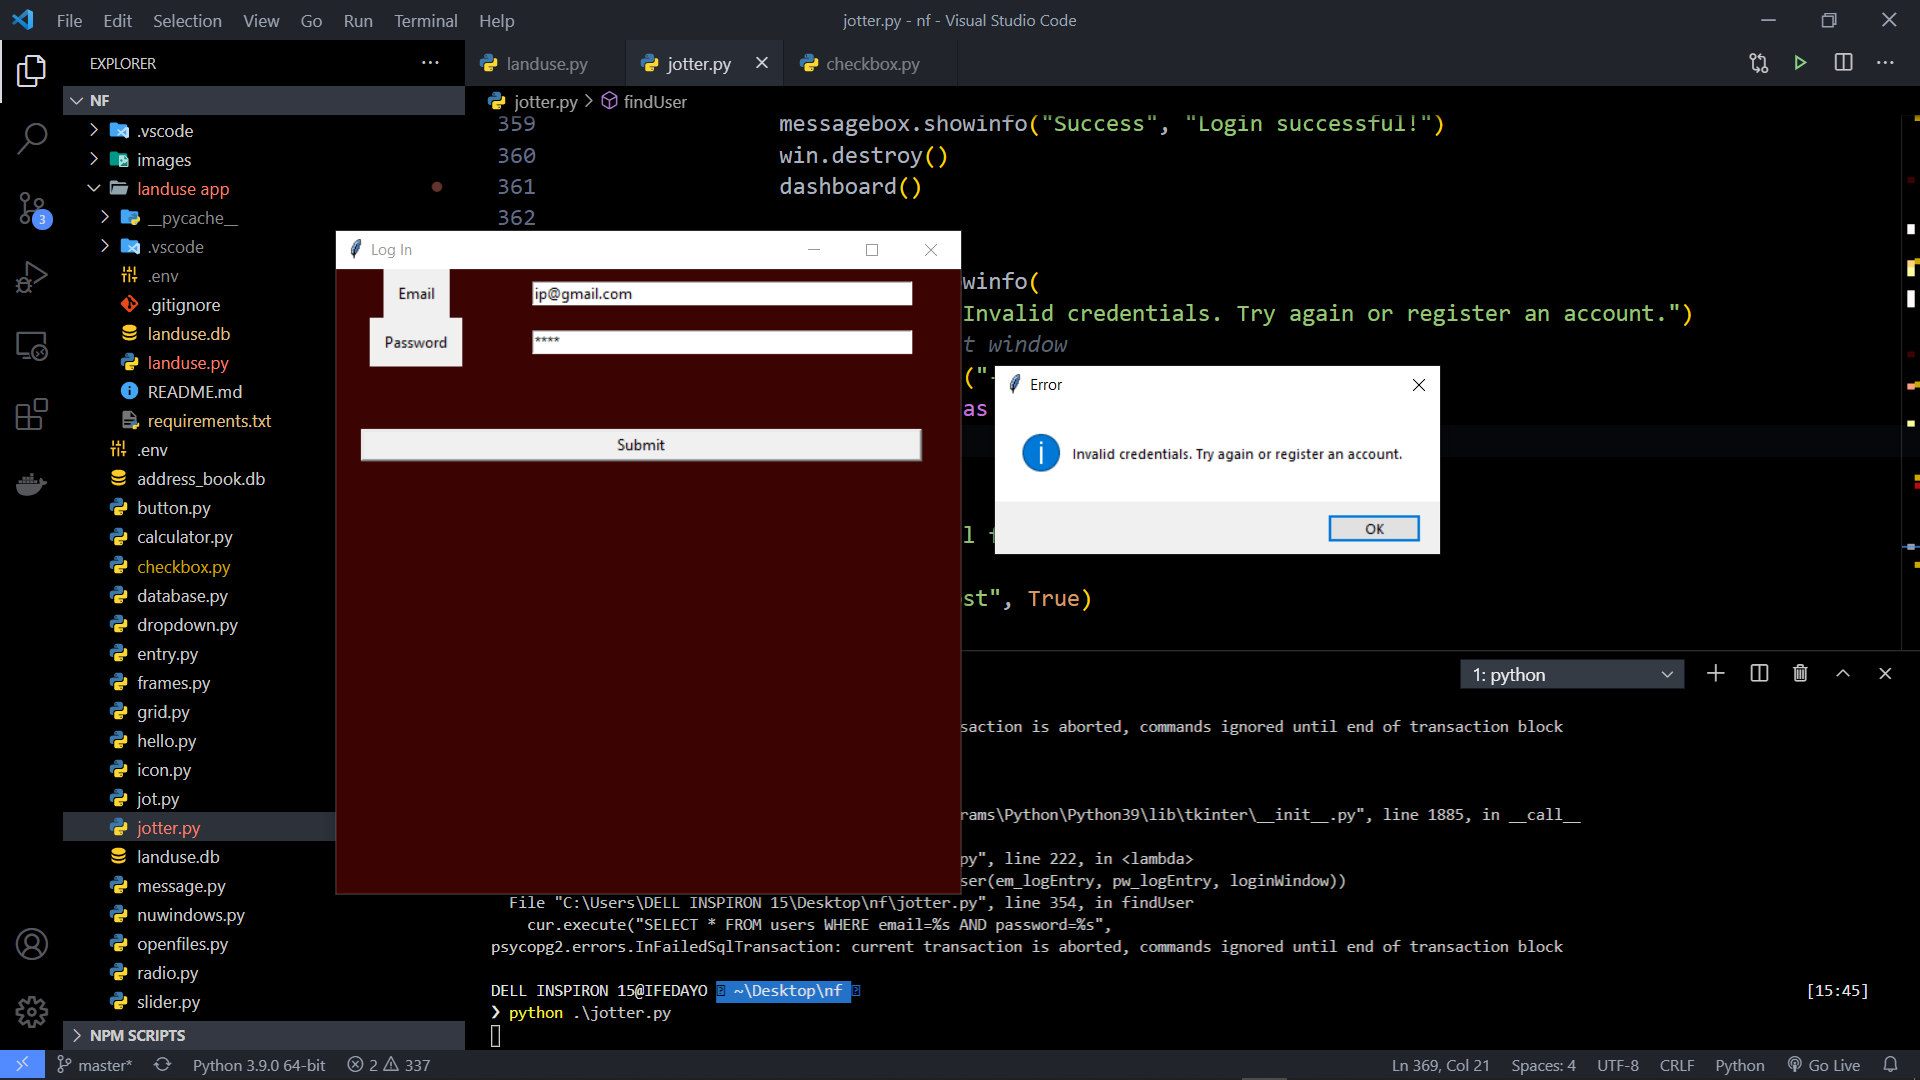 File Edit Selection View Go Run Terminal Help
jotter.py - nf - Visual Studio Code
EXPLORER
NF
.vscode
images
landuse app
__pycache__
.vscode
.env
.gitignore
landuse.db
landuse.py
README.md
requirements.txt
.env
address_book.db
button.py
calculator.py
checkbox.py
database.py
dropdown.py
entry.py
frames.py
grid.py
hello.py
icon.py
jot.py
jotter.py
landuse.db
message.py
nuwindows.py
openfiles.py
radio.py
slider.py
NPM SCRIPTS
3
landuse.py jotter.py checkbox.py
jotter.py > findUser
359 messagebox.showinfo("Success", "Login successful!")
360 win.destroy()
361 dashboard()
362
winfo(
Invalid credentials. Try again or register an account.")
t window
("-
as
l
st", True)
Log In
Email
ip@gmail.com
Password
****
Submit
Error
Invalid credentials. Try again or register an account.
OK
1: python
saction is aborted, commands ignored until end of transaction block
rams\Python\Python39\lib\tkinter\__init__.py", line 1885, in __call__
py", line 222, in <lambda>
ser(em_logEntry, pw_logEntry, loginWindow))
File "C:\Users\DELL INSPIRON 15\Desktop\nf\jotter.py", line 354, in findUser
cur.execute("SELECT * FROM users WHERE email=%s AND password=%s",
psycopg2.errors.InFailedSqlTransaction: current transaction is aborted, commands ignored until end of transaction block
DELL INSPIRON 15@IFEDAYO ~\Desktop\nf [15:45]
❯ python .\jotter.py
master* Python 3.9.0 64-bit 2 337
Ln 369, Col 21 Spaces: 4 UTF-8 CRLF Python Go Live